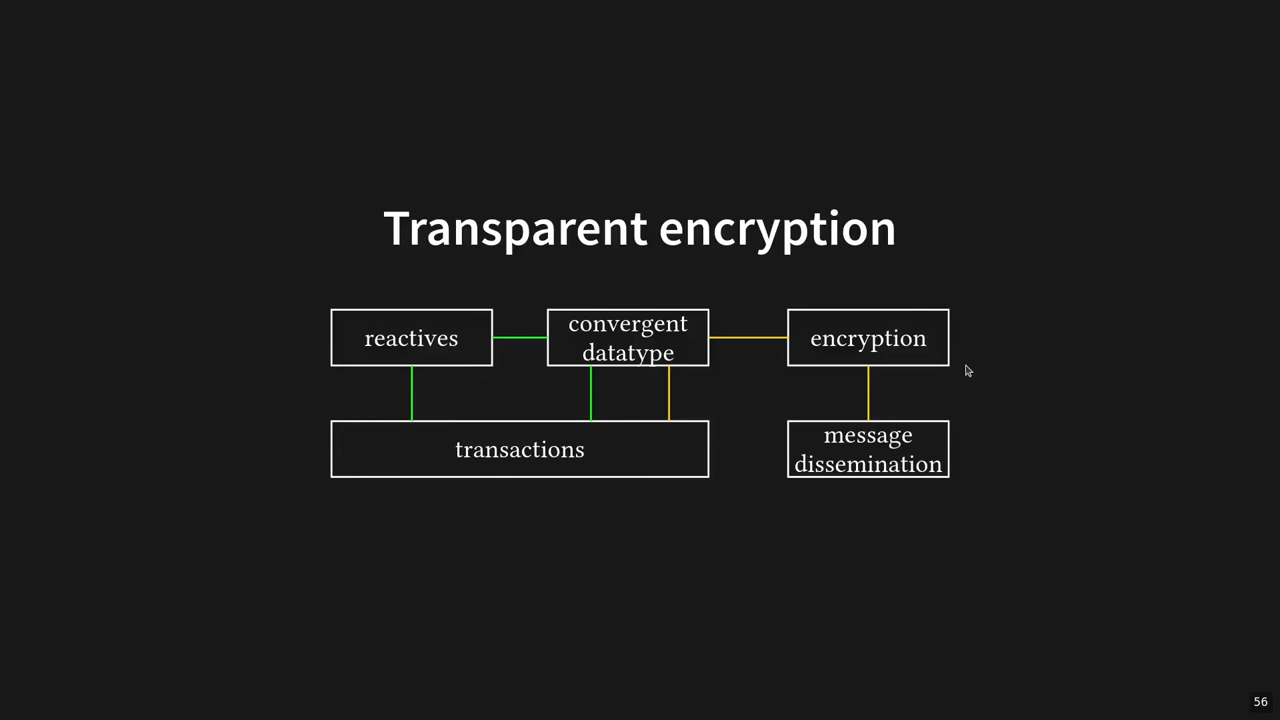 Transparent encryption
reactives
convergent
datatype
encryption
transactions
message
dissemination
56